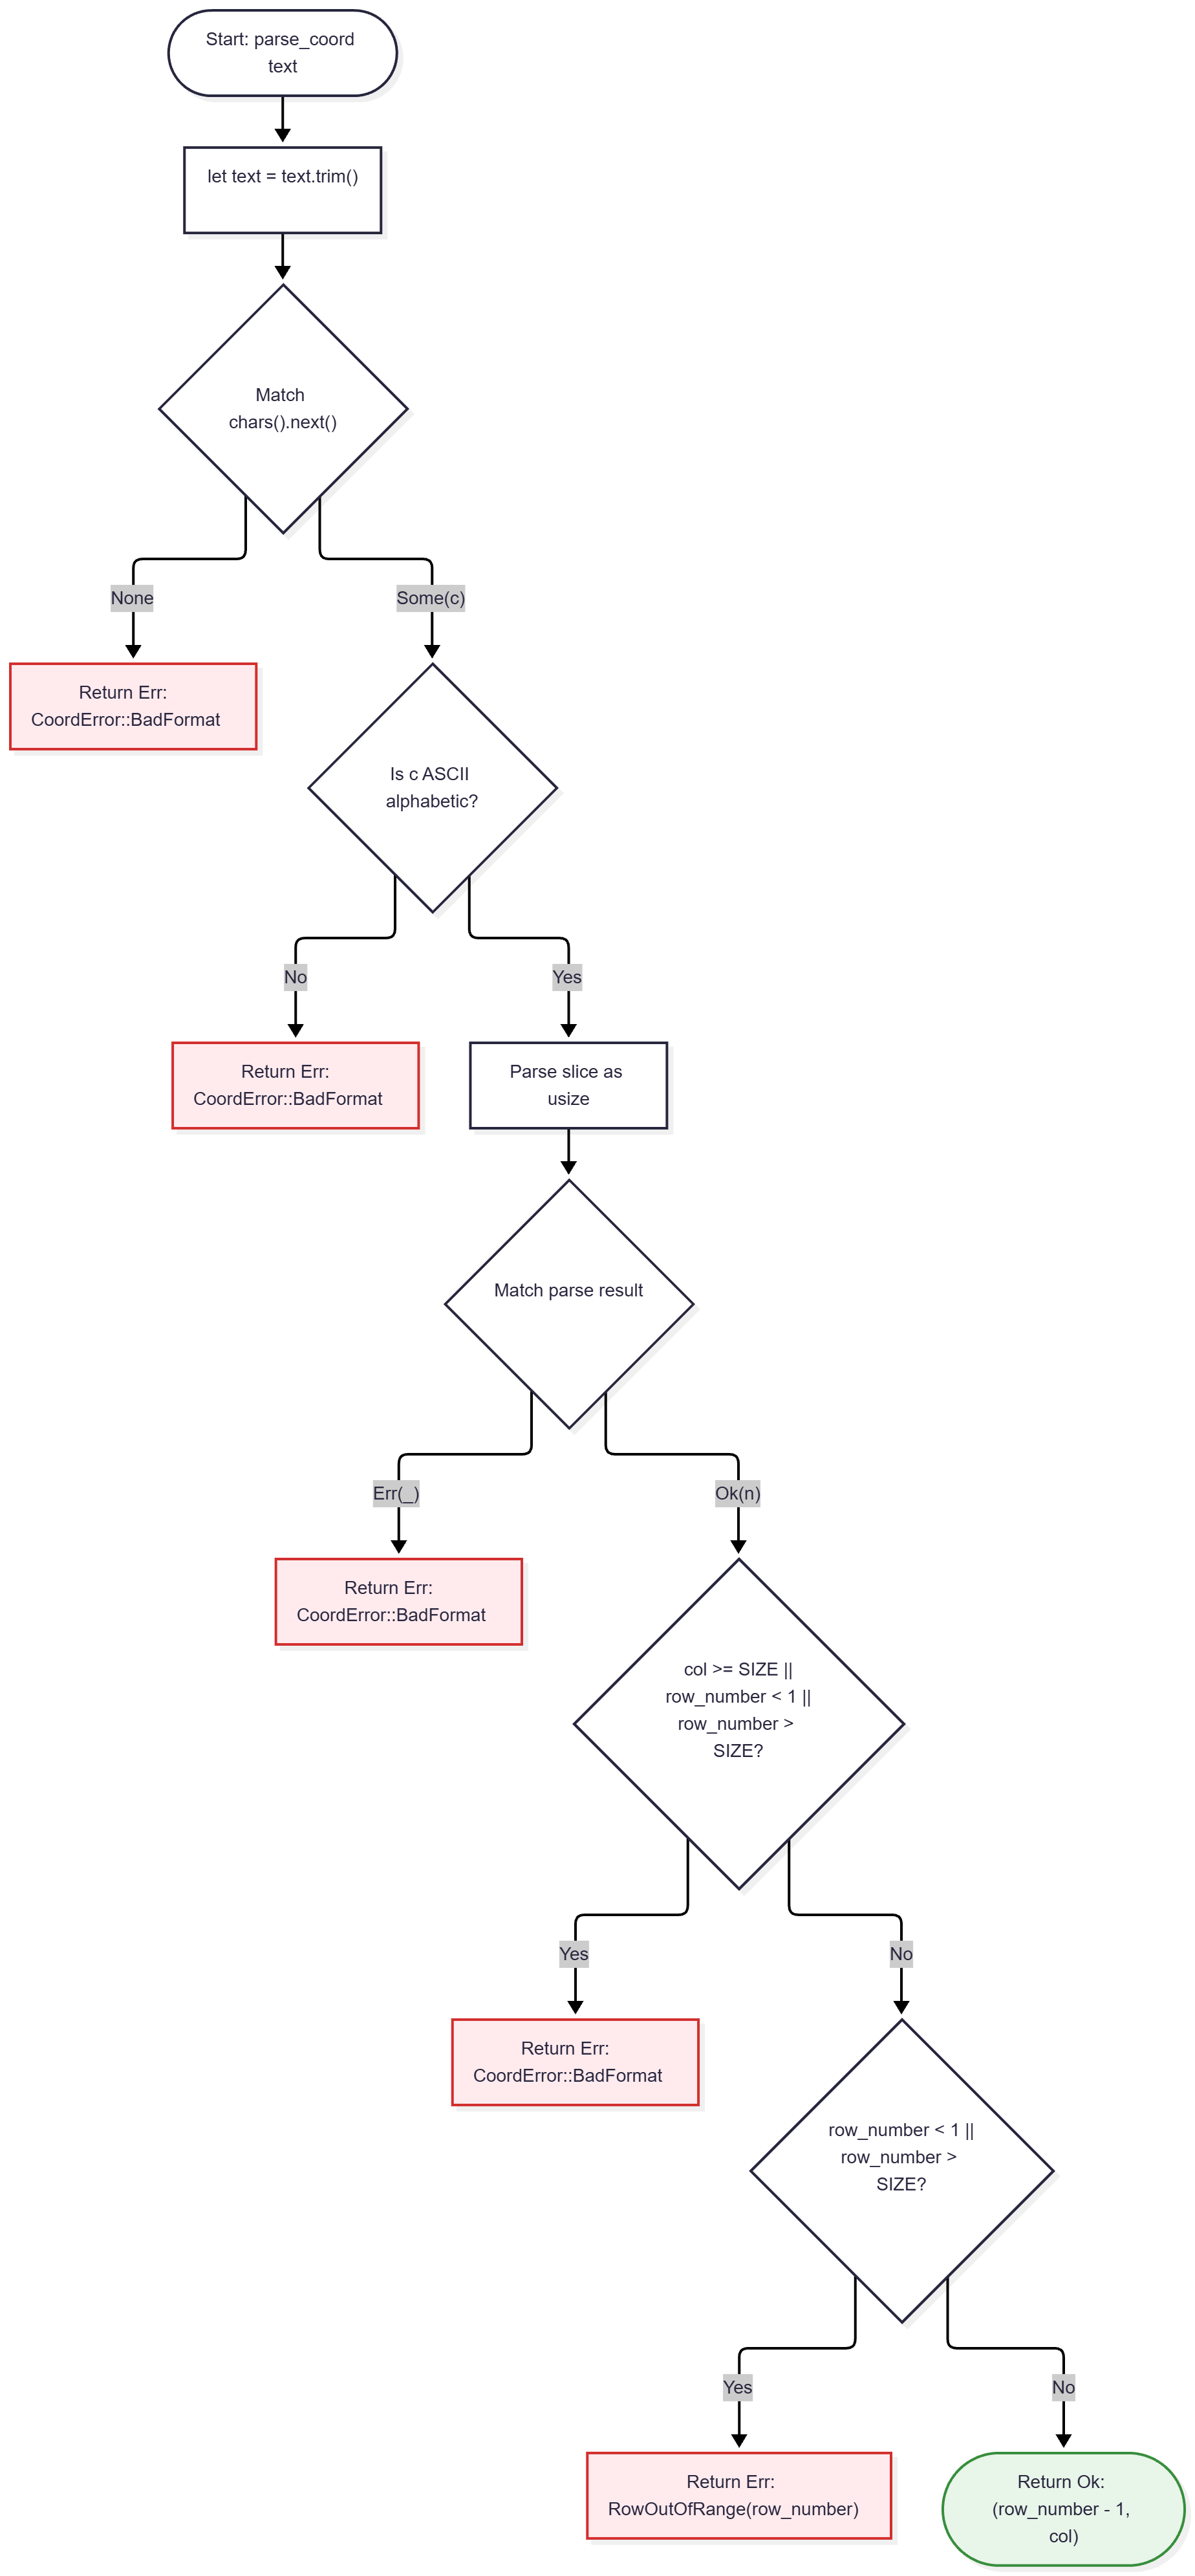 Start: parse_coord
text
let text = text.trim()
Match
chars().next()
None
Some(c)
Return Err:
CoordError::BadFormat
Is c ASCII
alphabetic?
No
Yes
Return Err:
CoordError::BadFormat
Parse slice as
usize
Match parse result
Err(_)
Ok(n)
Return Err:
CoordError::BadFormat
col >= SIZE ||
row_number < 1 ||
row_number >
SIZE?
Yes
No
Return Err:
CoordError::BadFormat
row_number < 1 ||
row_number >
SIZE?
Yes
No
Return Err:
RowOutOfRange(row_number)
Return Ok:
(row_number - 1,
col)